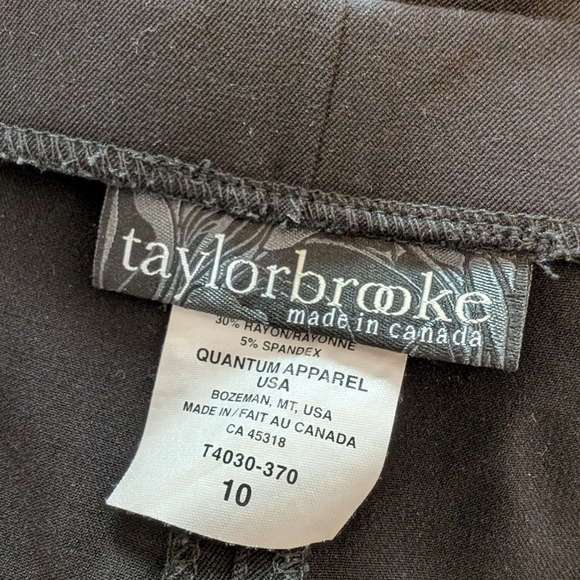 taylorbrooke
made in canada
30% RAYON/RAYONNE
5% SPANDEX
QUANTUM APPAREL
USA
BOZEMAN, MT, USA
MADE IN/FAIT AU CANADA
CA 45318
T4030-370
10